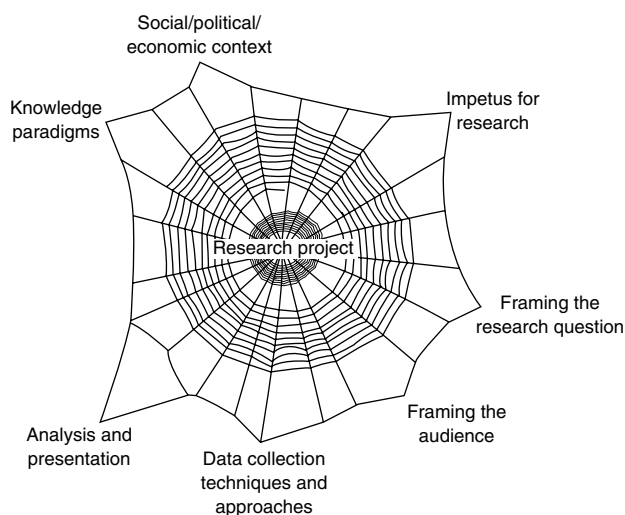 Social/political/
economic context
Knowledge
paradigms
Impetus for
research
Research project
Framing the
research question
Framing the
audience
Analysis and
presentation
Data collection
techniques and
approaches